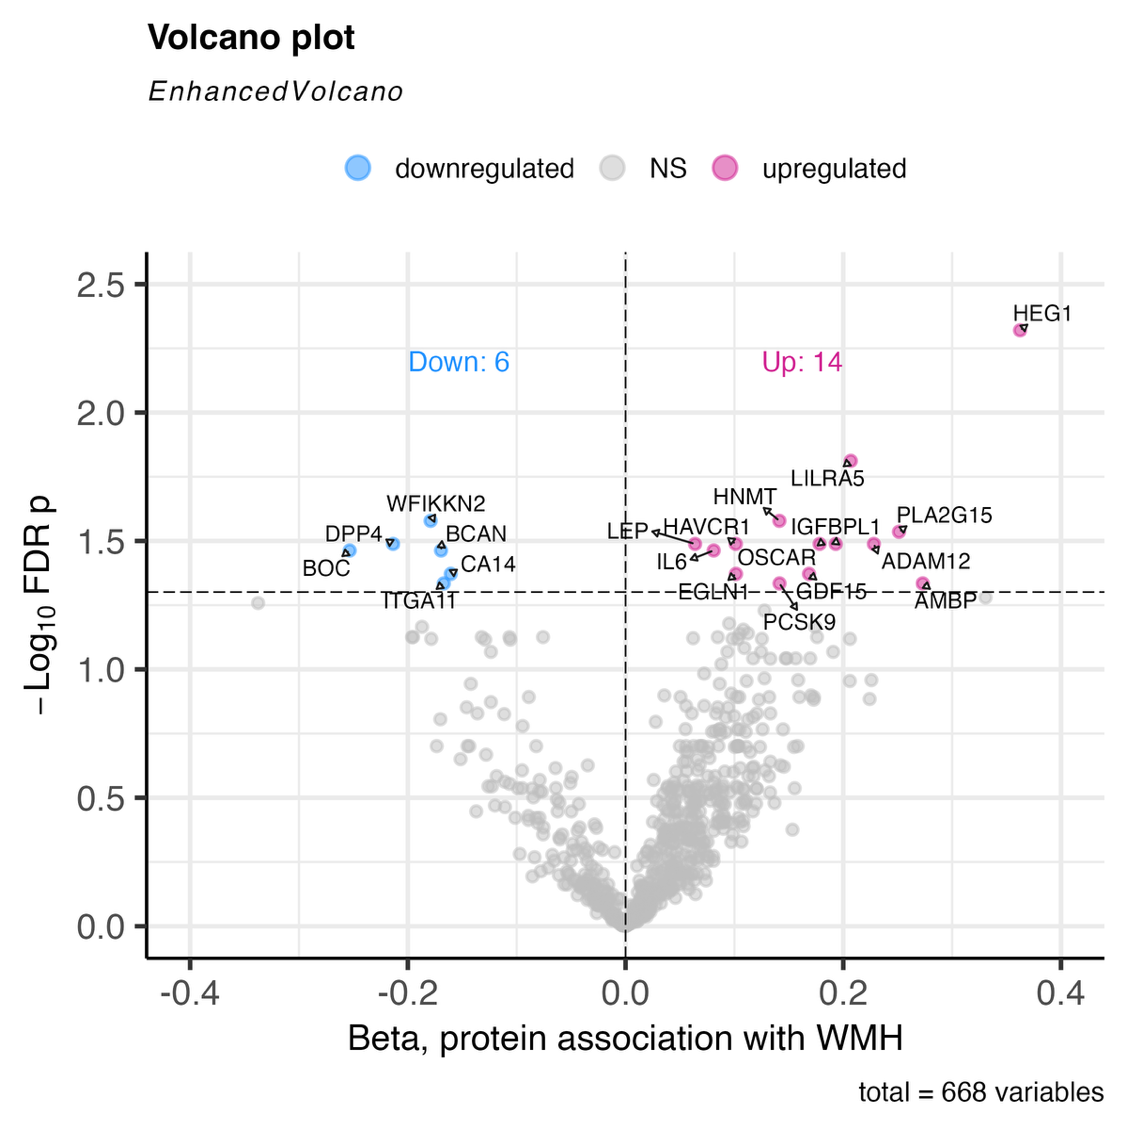 Volcano plot
EnhancedVolcano
downregulated NS upregulated
2.5
HEG1
Down: 6 Up: 14
2.0
LILRA5
HNMT
WFIKKN2
PLA2G15
DPP4 BCAN LEP HAVCR1 IGFBPL1
1.5
BOC CA14 IL6 OSCAR ADAM12
ITGA11 EGLN1 GDF15 AMBP
PCSK9
1.0
0.5
0.0
-0.4 -0.2 0.0 0.2 0.4
−Log10 FDR p
Beta, protein association with WMH
total = 668 variables